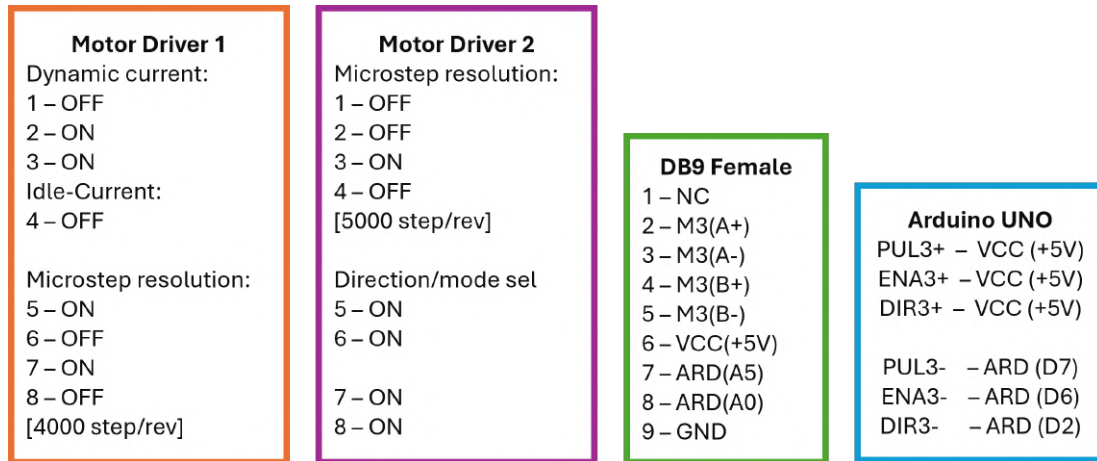 Motor Driver 1
Dynamic current:
1 – OFF
2 – ON
3 – ON
Idle-Current:
4 – OFF
Microstep resolution:
5 – ON
6 – OFF
7 – ON
8 – OFF
[4000 step/rev]
Motor Driver 2
Microstep resolution:
1 – OFF
2 – OFF
3 – ON
4 – OFF
[5000 step/rev]
Direction/mode sel
5 – ON
6 – ON
7 – ON
8 – ON
DB9 Female
1 – NC
2 – M3(A+)
3 – M3(A-)
4 – M3(B+)
5 – M3(B-)
6 – VCC(+5V)
7 – ARD(A5)
8 – ARD(A0)
9 – GND
Arduino UNO
PUL3+ – VCC (+5V)
ENA3+ – VCC (+5V)
DIR3+ – VCC (+5V)
PUL3- – ARD (D7)
ENA3- – ARD (D6)
DIR3- – ARD (D2)